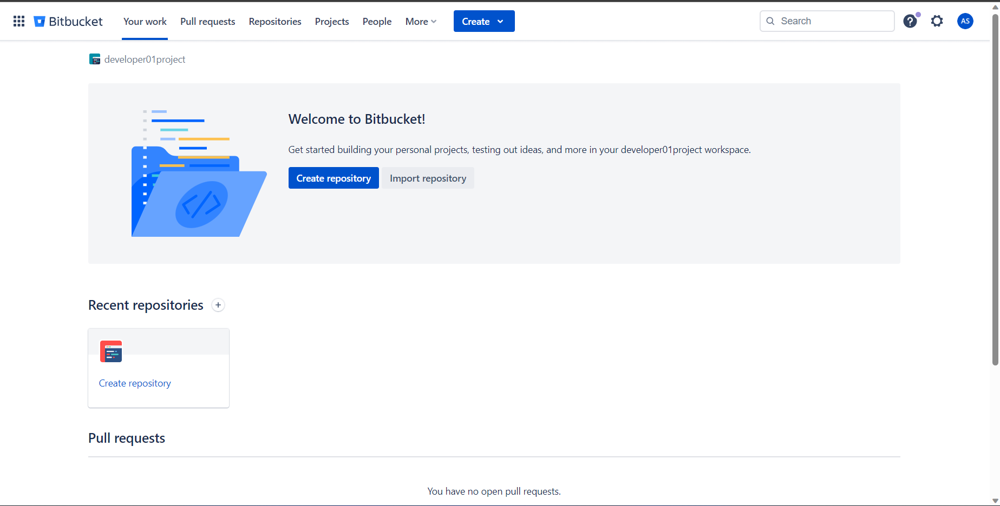 Bitbucket Your work Pull requests Repositories Projects People More Create Search AS
developer01project
Welcome to Bitbucket!
Get started building your personal projects, testing out ideas, and more in your developer01project workspace.
Create repository Import repository
Recent repositories
Create repository
Pull requests
You have no open pull requests.